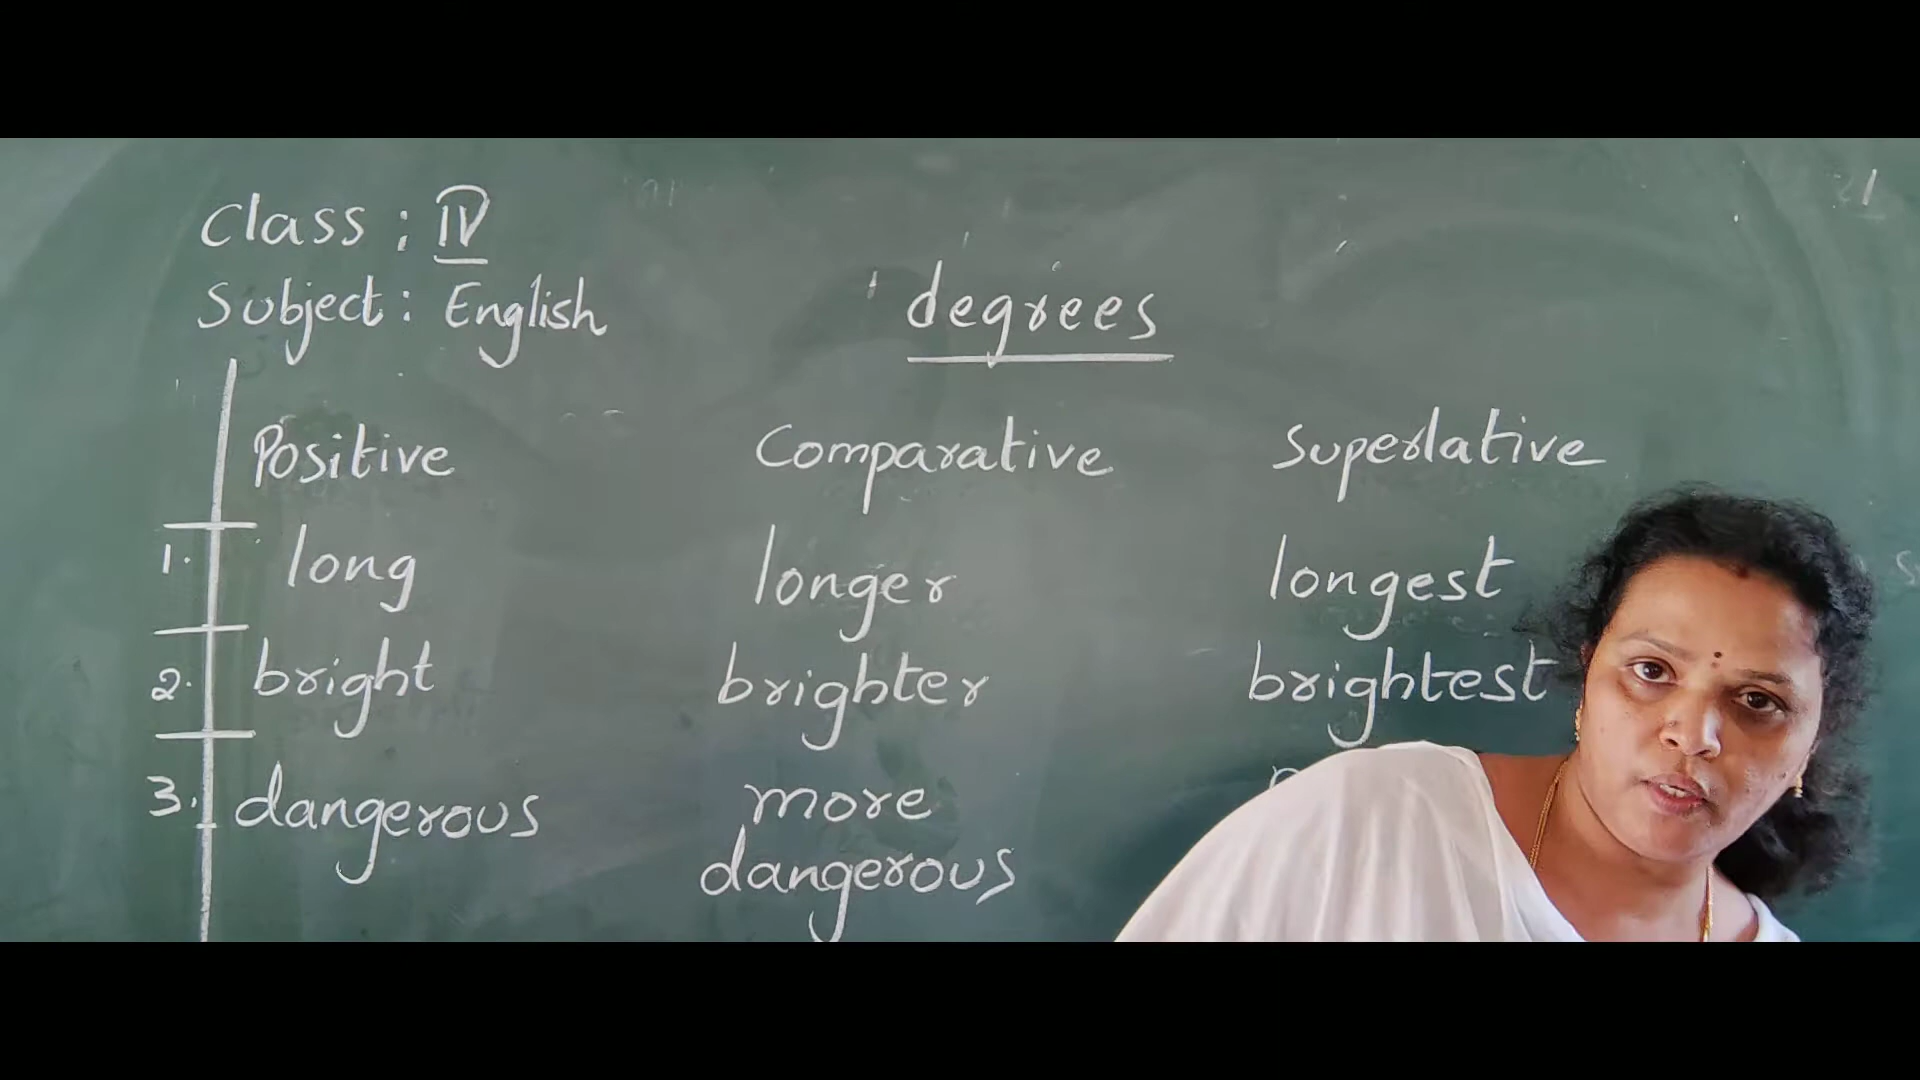 Class : IV
Subject : English
degrees
Positive Comparative Superlative
1. long longer longest
2. bright brighter brightest
3. dangerous more
dangerous